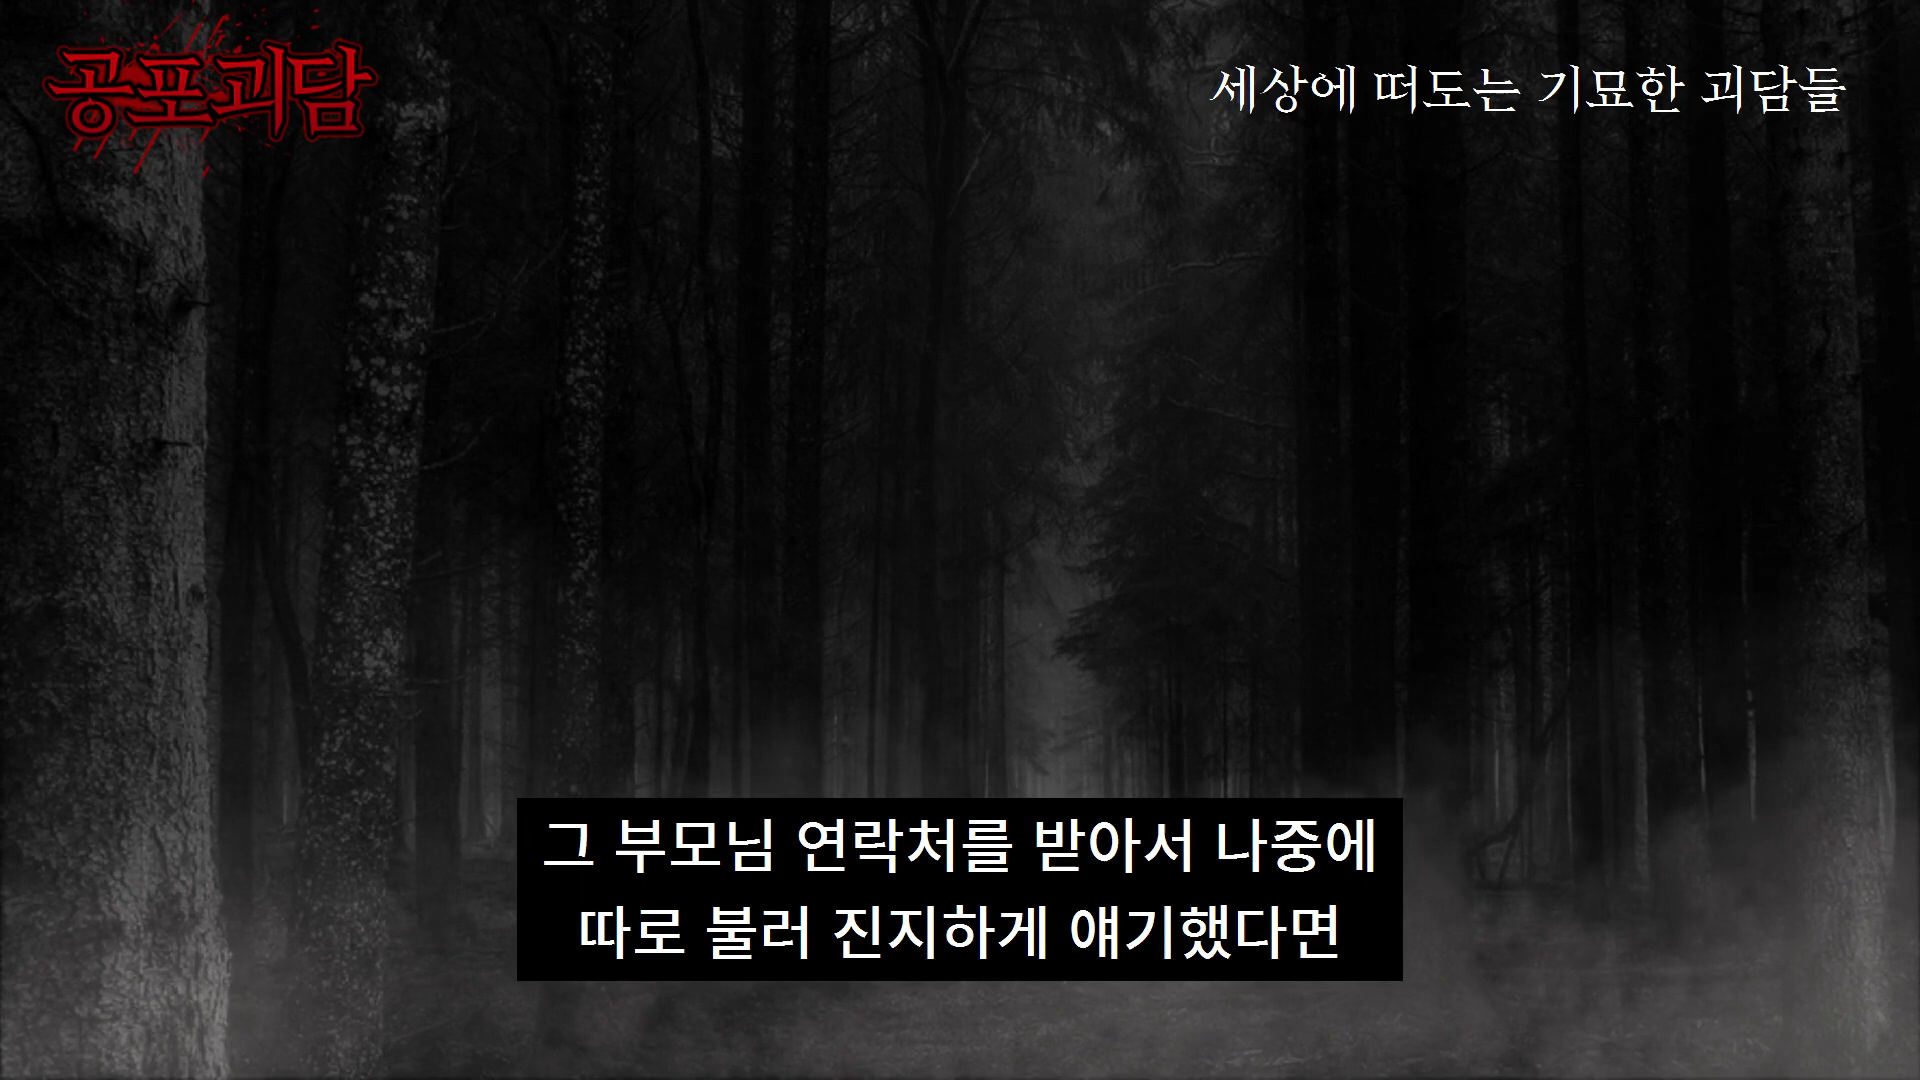 공포괴담
세상에 떠도는 기묘한 괴담들
그 부모님 연락처를 받아서 나중에
따로 불러 진지하게 얘기했다면